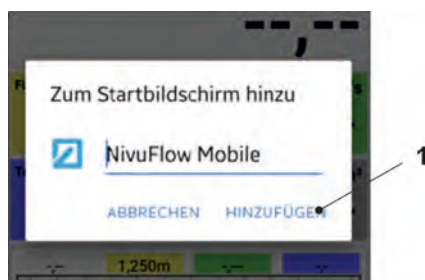 --,--
Zum Startbildschirm hinzu
NivuFlow Mobile
ABBRECHEN HINZUFÜGEN
1
-,-- 1,250m -,-- -,-